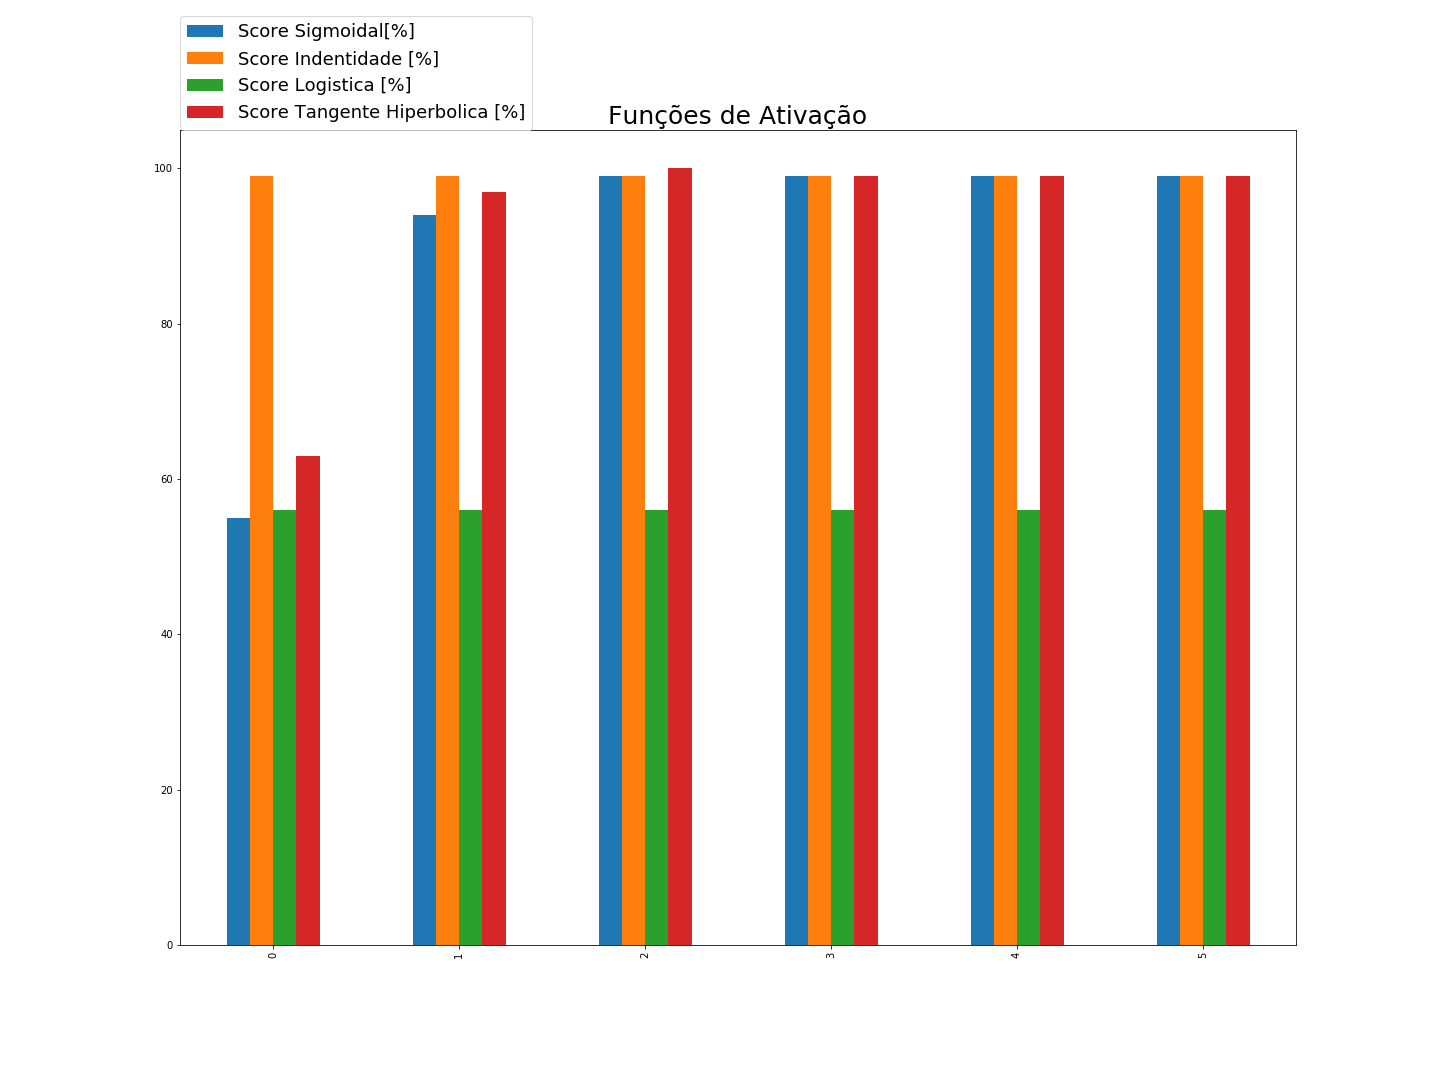 Score Sigmoidal[%]
Score Indentidade [%]
Score Logistica [%]
Score Tangente Hiperbolica [%]
Funções de Ativação
100
80
60
40
20
0
0 1 2 3 4 5